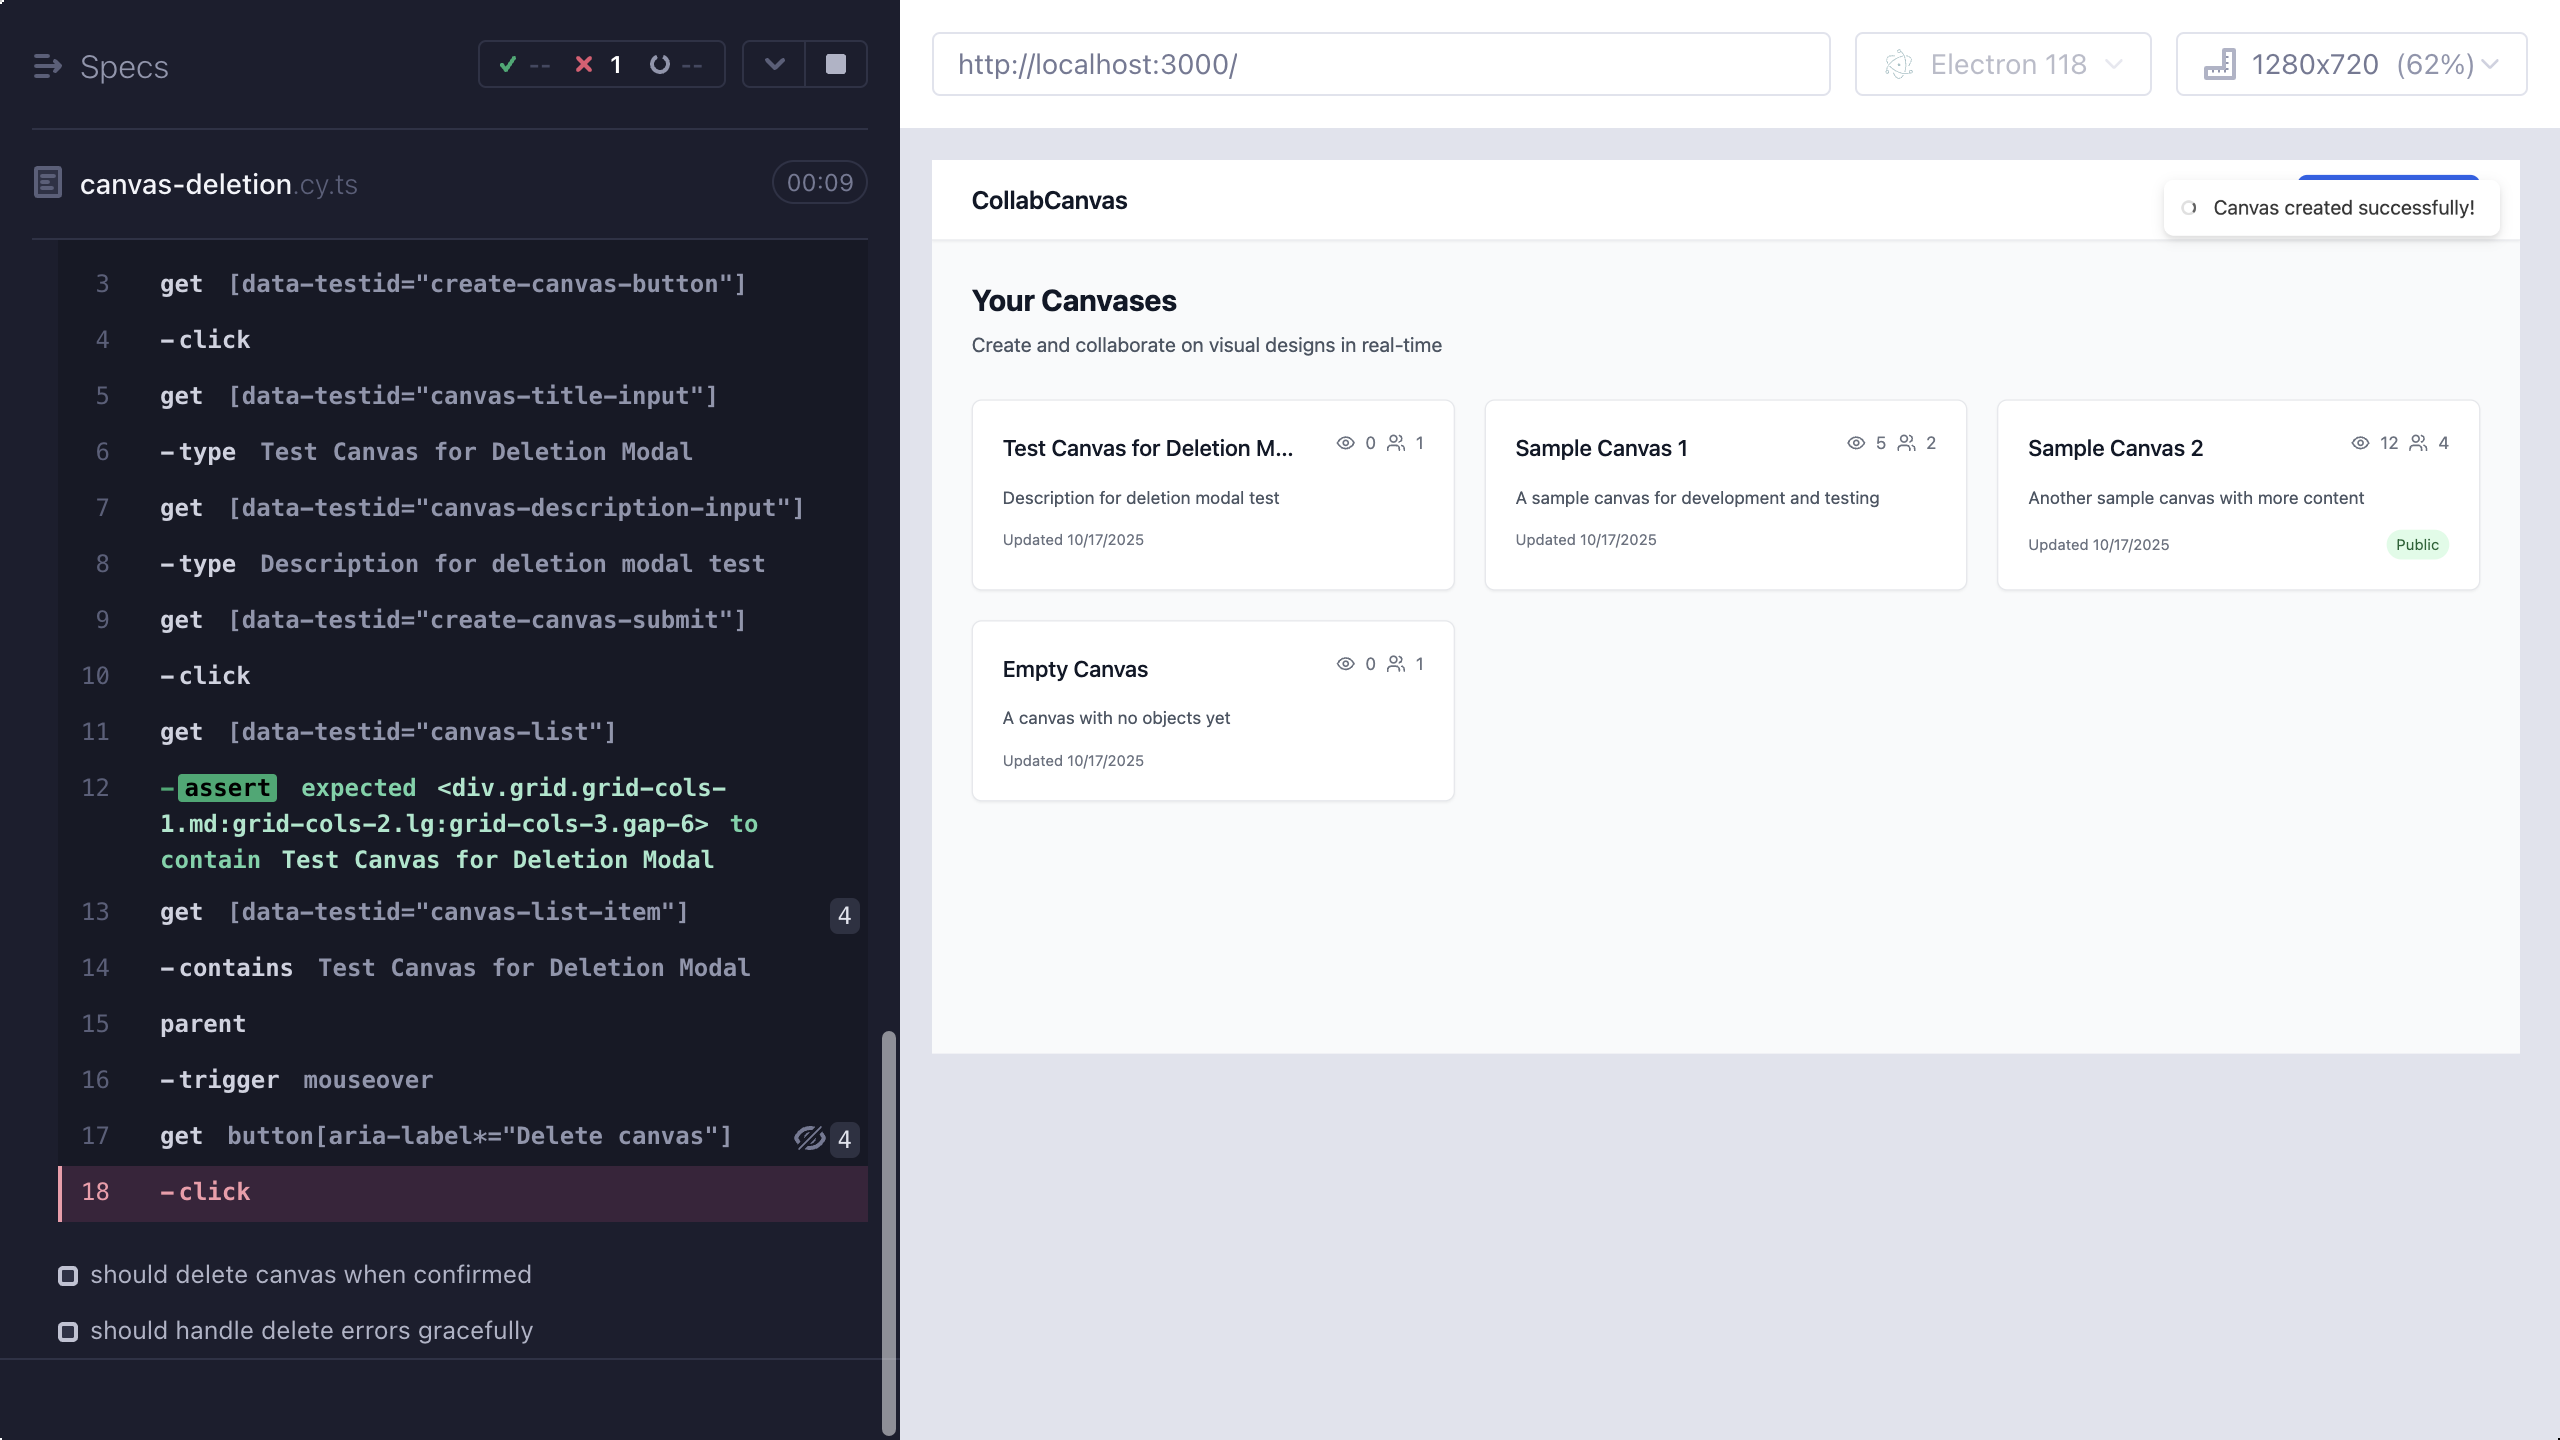 Specs
-- 1 --
canvas-deletion.cy.ts 00:09
3 get [data-testid="create-canvas-button"]
4 -click
5 get [data-testid="canvas-title-input"]
6 -type Test Canvas for Deletion Modal
7 get [data-testid="canvas-description-input"]
8 -type Description for deletion modal test
9 get [data-testid="create-canvas-submit"]
10 -click
11 get [data-testid="canvas-list"]
12 -assert expected <div.grid.grid-cols-
1.md:grid-cols-2.lg:grid-cols-3.gap-6> to
contain Test Canvas for Deletion Modal
13 get [data-testid="canvas-list-item"] 4
14 -contains Test Canvas for Deletion Modal
15 parent
16 -trigger mouseover
17 get button[aria-label*="Delete canvas"] 4
18 -click
should delete canvas when confirmed
should handle delete errors gracefully
http://localhost:3000/
Electron 118
1280x720 (62%)
CollabCanvas
Canvas created successfully!
Your Canvases
Create and collaborate on visual designs in real-time
Test Canvas for Deletion M... 0 1
Description for deletion modal test
Updated 10/17/2025
Sample Canvas 1 5 2
A sample canvas for development and testing
Updated 10/17/2025
Sample Canvas 2 12 4
Another sample canvas with more content
Updated 10/17/2025 Public
Empty Canvas 0 1
A canvas with no objects yet
Updated 10/17/2025